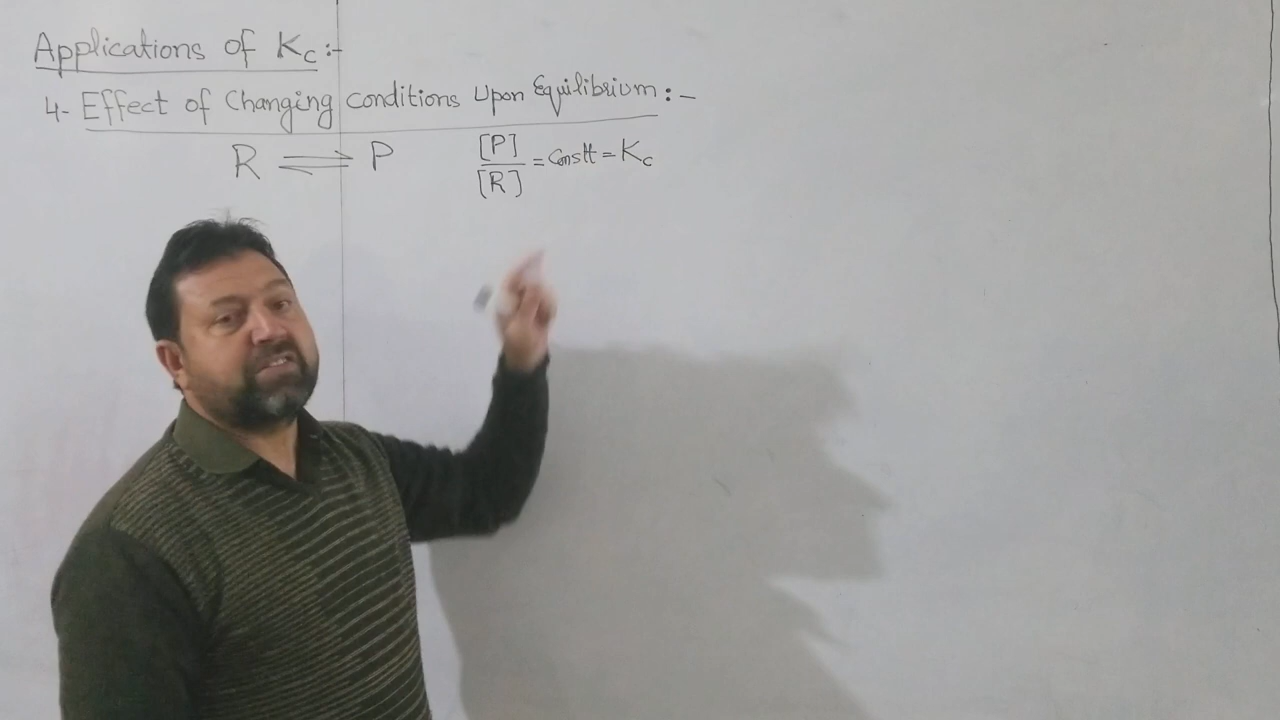 Applications of Kc:-
4- Effect of Changing conditions Upon Equilibrium:-
R ⇌ P [P]/[R] = Constt = Kc